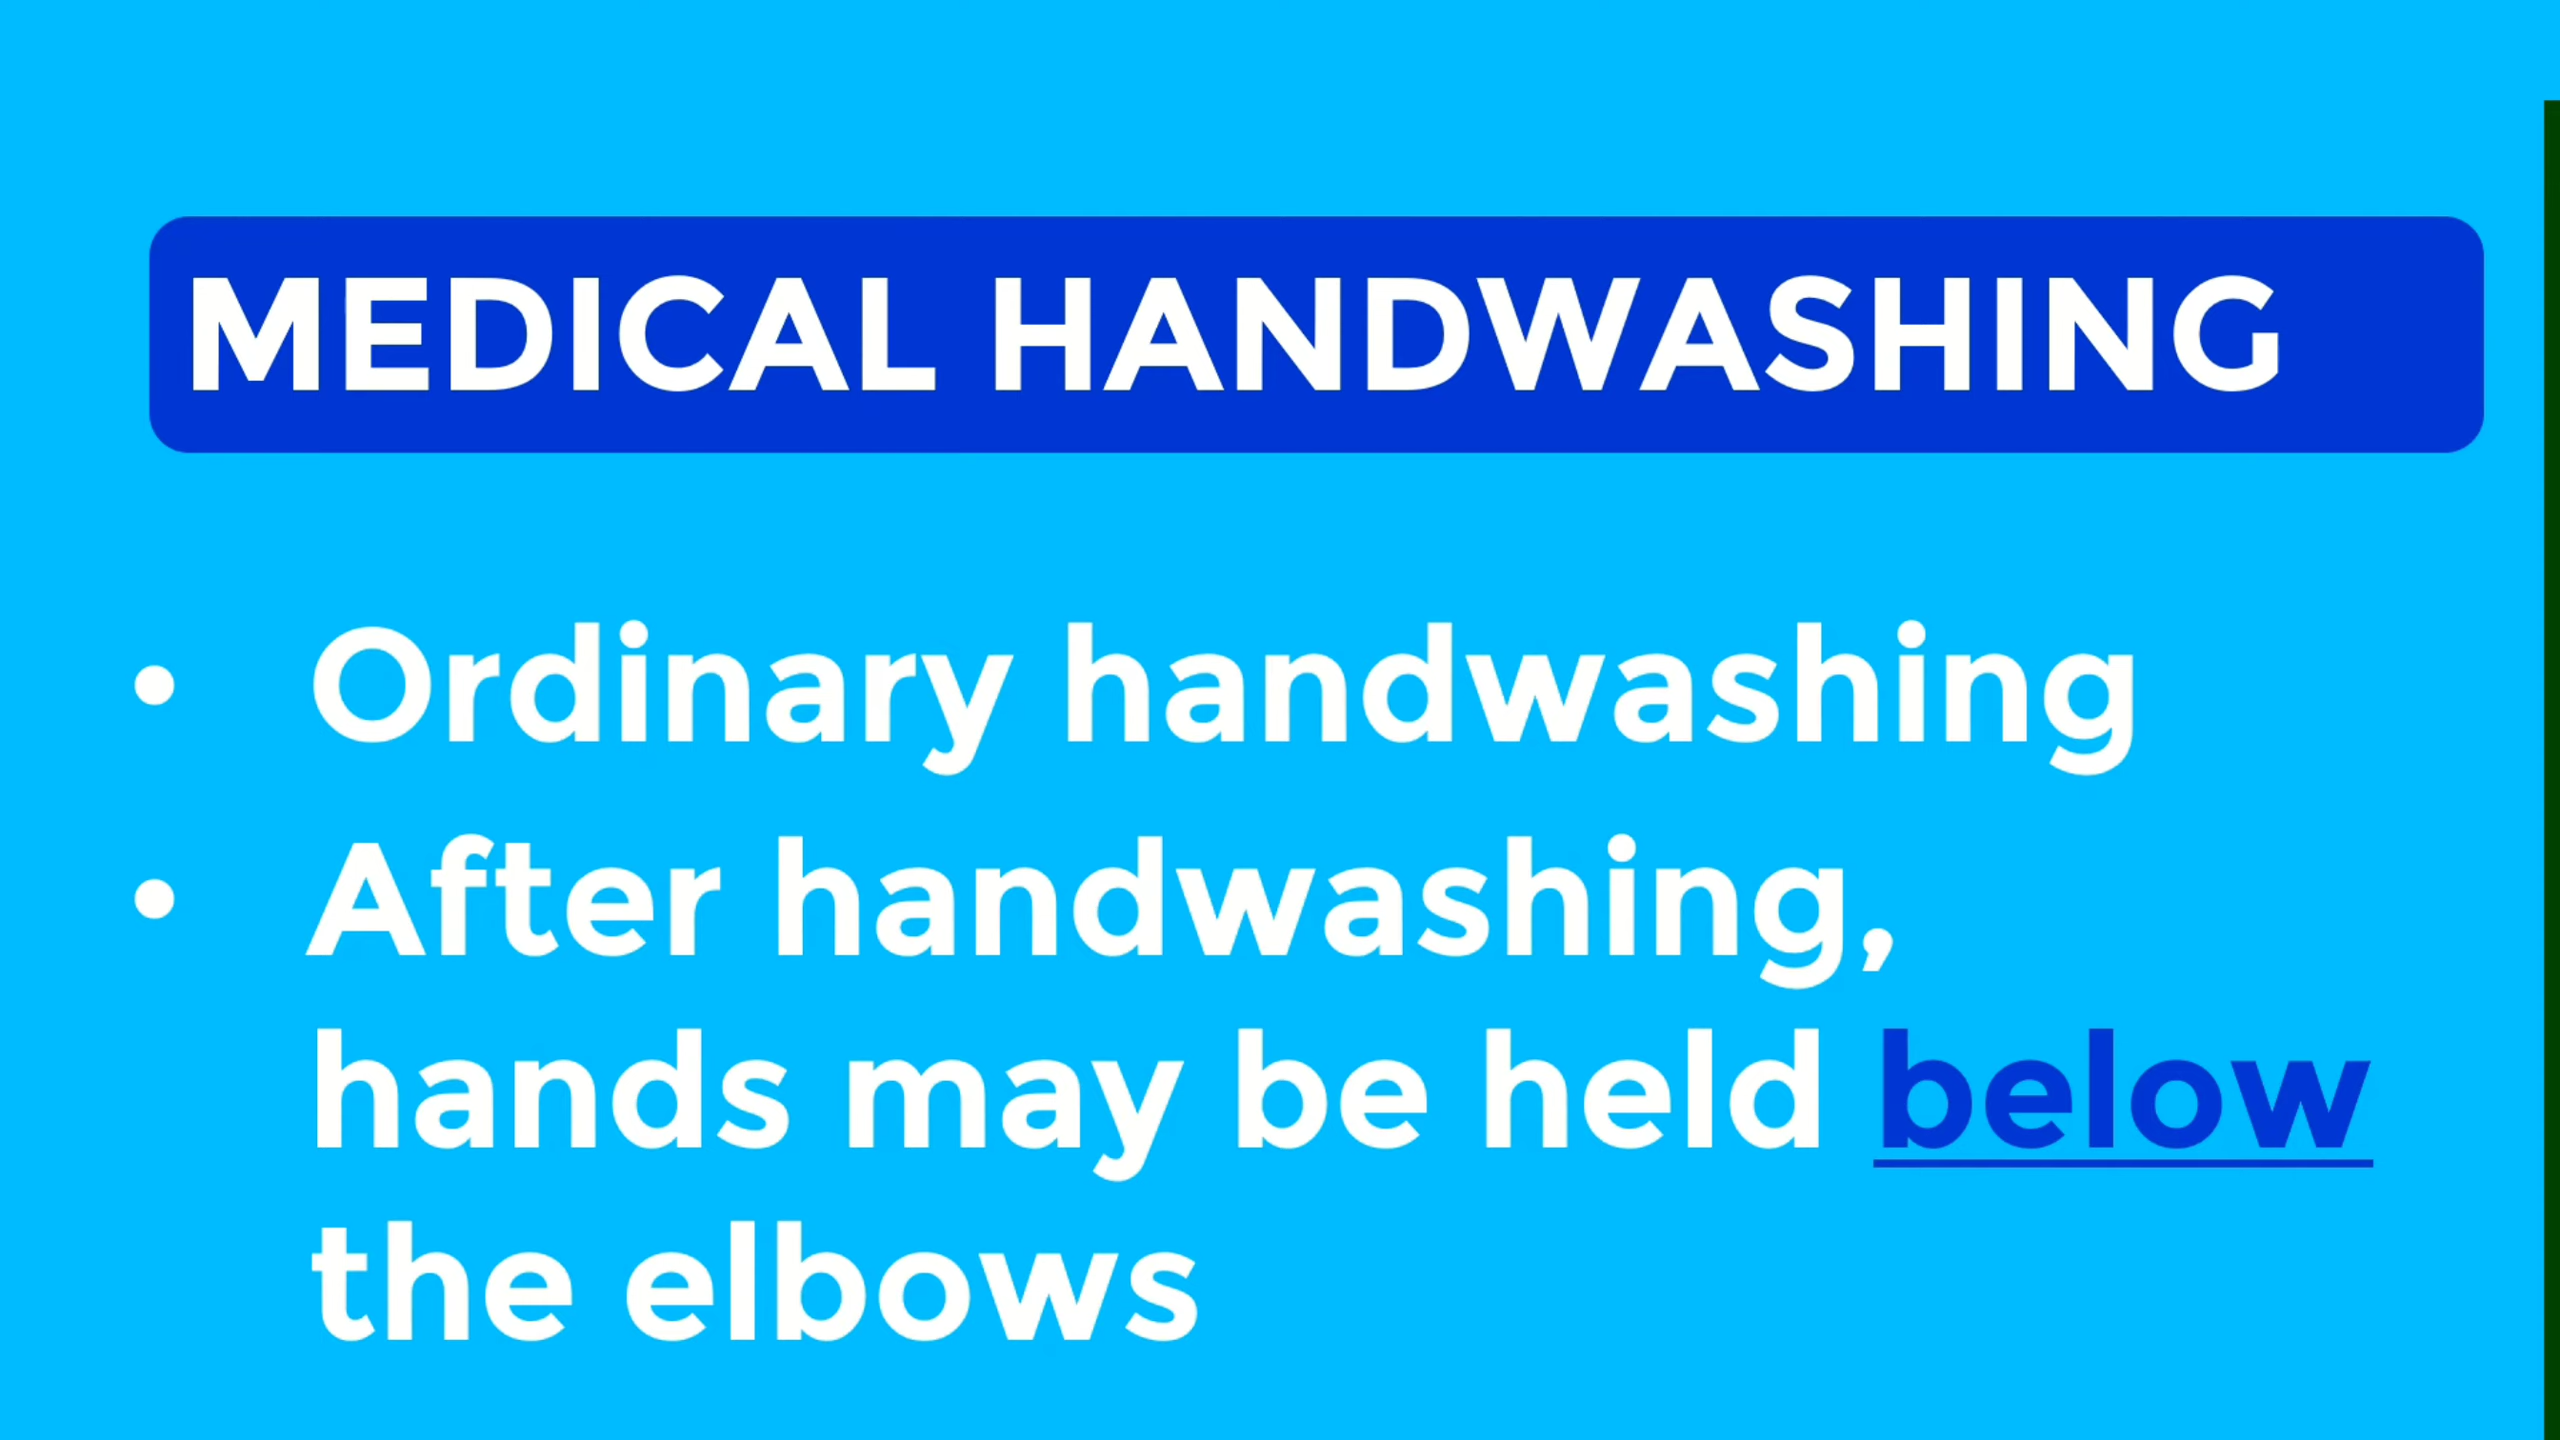 MEDICAL HANDWASHING
• Ordinary handwashing
• After handwashing,
hands may be held below
the elbows